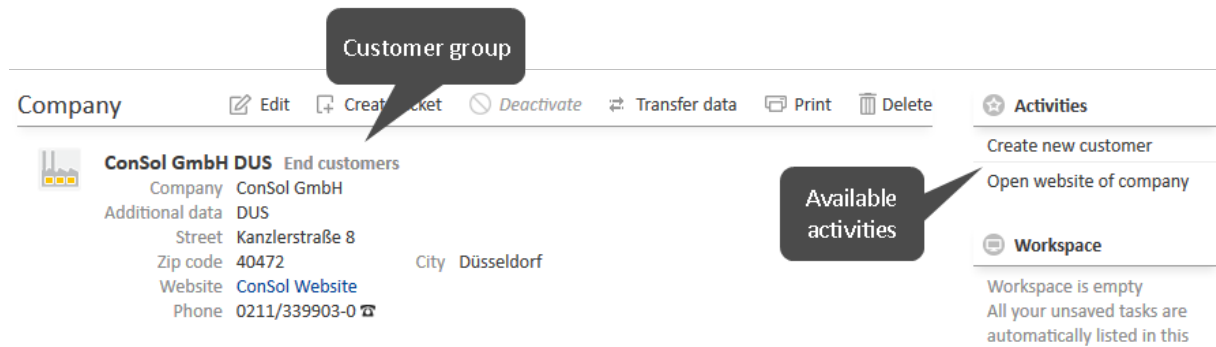 Customer group
Company
Edit
Create ticket
Deactivate
Transfer data
Print
Delete
ConSol GmbH DUS End customers
Company ConSol GmbH
Additional data DUS
Street Kanzlerstraße 8
Zip code 40472 City Düsseldorf
Website ConSol Website
Phone 0211/339903-0 ☎
Activities
Create new customer
Open website of company
Available
activities
Workspace
Workspace is empty
All your unsaved tasks are
automatically listed in this